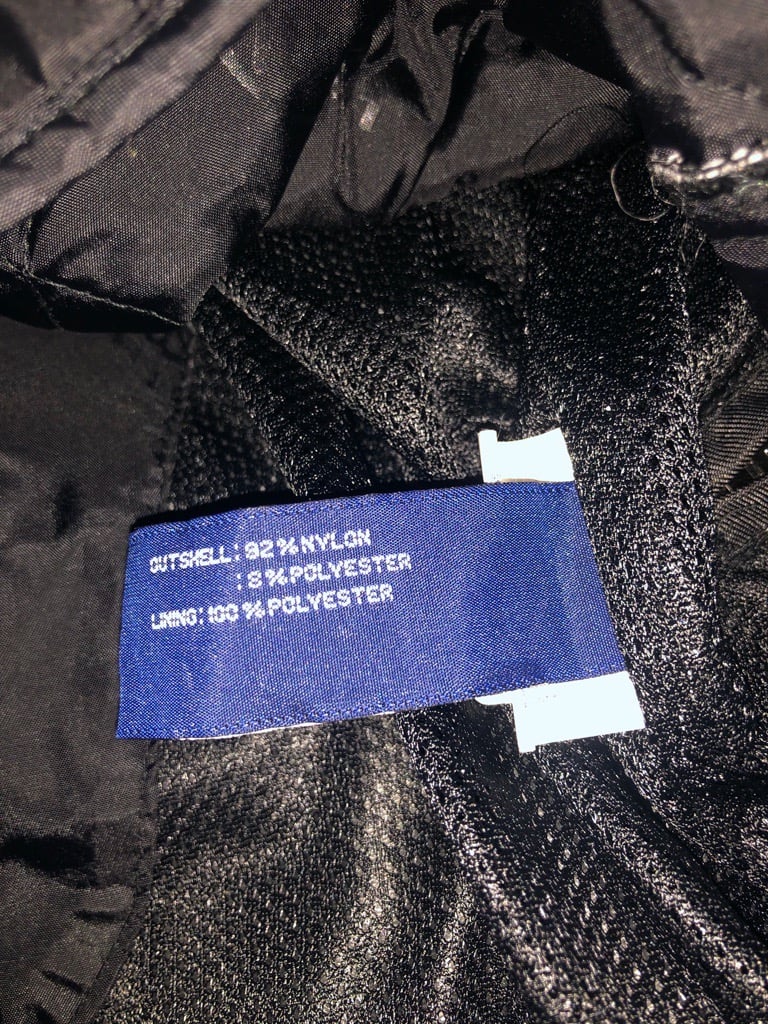 OUTSHELL: 92%NYLON
: 8%POLYESTER
LINING: 100%POLYESTER